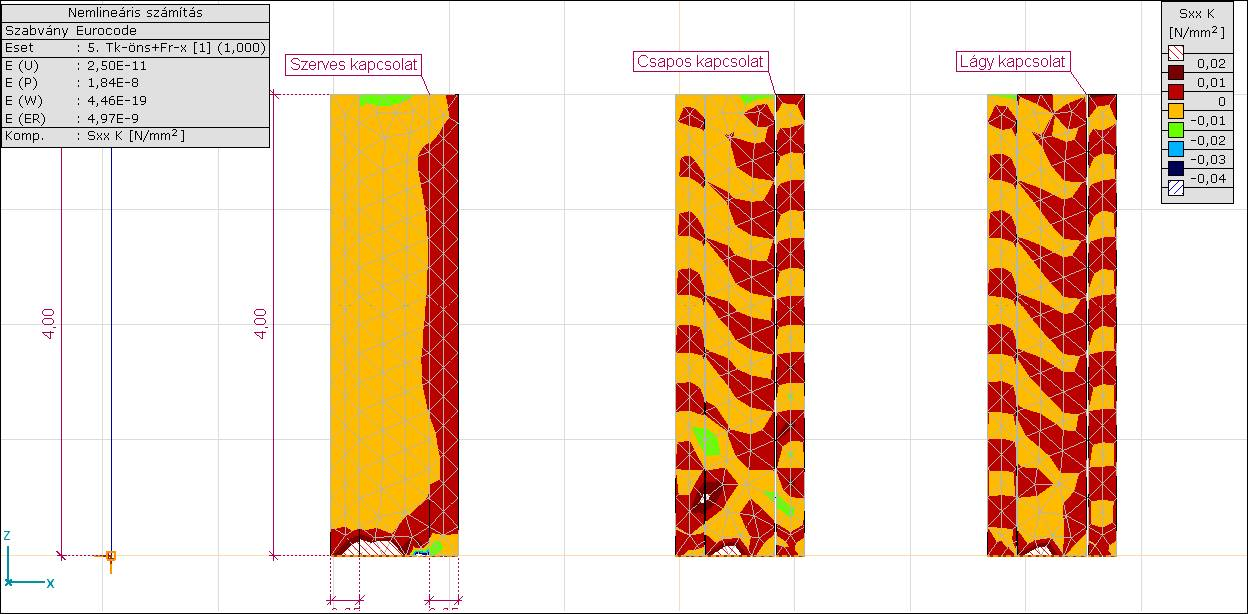 Nemlineáris számítás
Szabvány Eurocode
Eset : 5. Tk-öns+Fr-x [1] (1,000)
E (U) : 2,50E-11
E (P) : 1,84E-8
E (W) : 4,46E-19
E (ER) : 4,97E-9
Komp. : Sxx K [N/mm²]
Szerves kapcsolat
Csapos kapcsolat
Lágy kapcsolat
Sxx K
[N/mm²]
0,02
0,01
0
-0,01
-0,02
-0,03
-0,04
4,00
4,00
Z
X